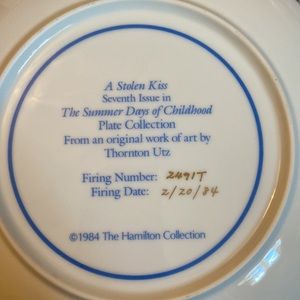 A Stolen Kiss
Seventh Issue in
The Summer Days of Childhood
Plate Collection
From an original work of art by
Thornton Utz
Firing Number: 2491T
Firing Date: 2/20/84
©1984 The Hamilton Collection